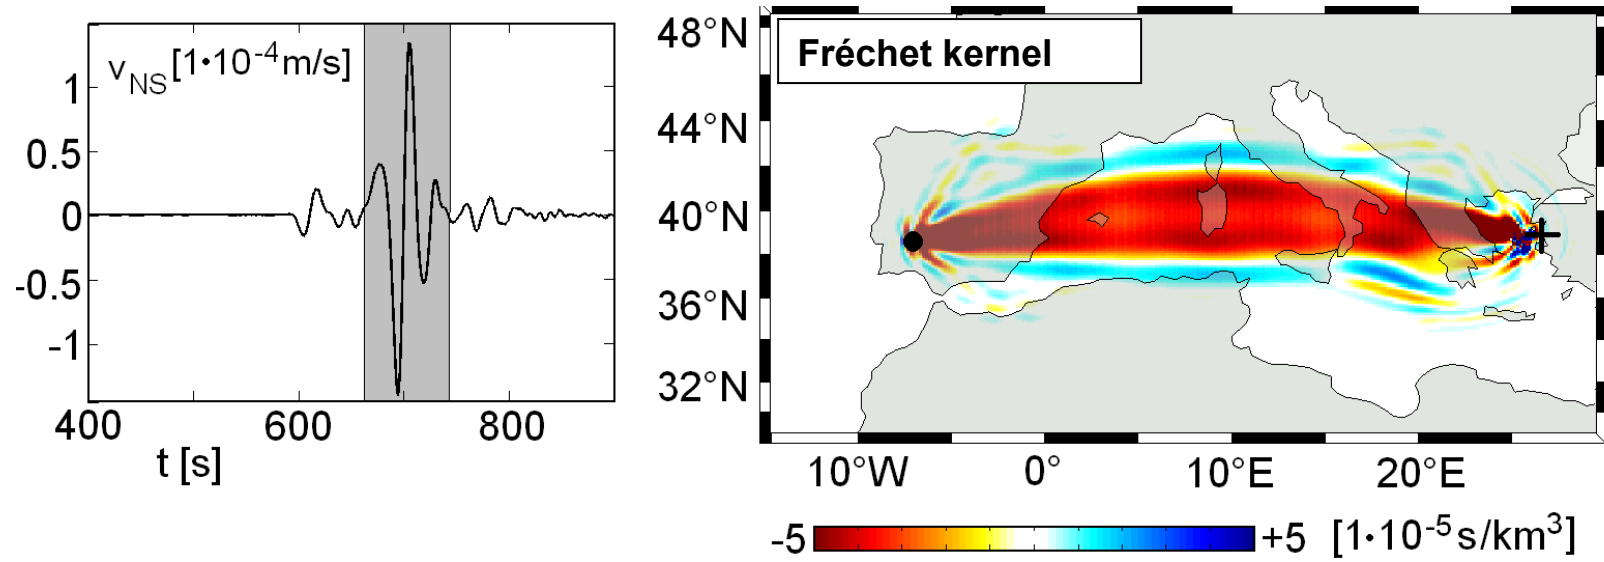 v_NS [1•10^-4 m/s]
1
0.5
0
-0.5
-1
400 600 800
t [s]
Fréchet kernel
48°N
44°N
40°N
36°N
32°N
10°W 0° 10°E 20°E
-5 +5 [1•10^-5 s/km^3]